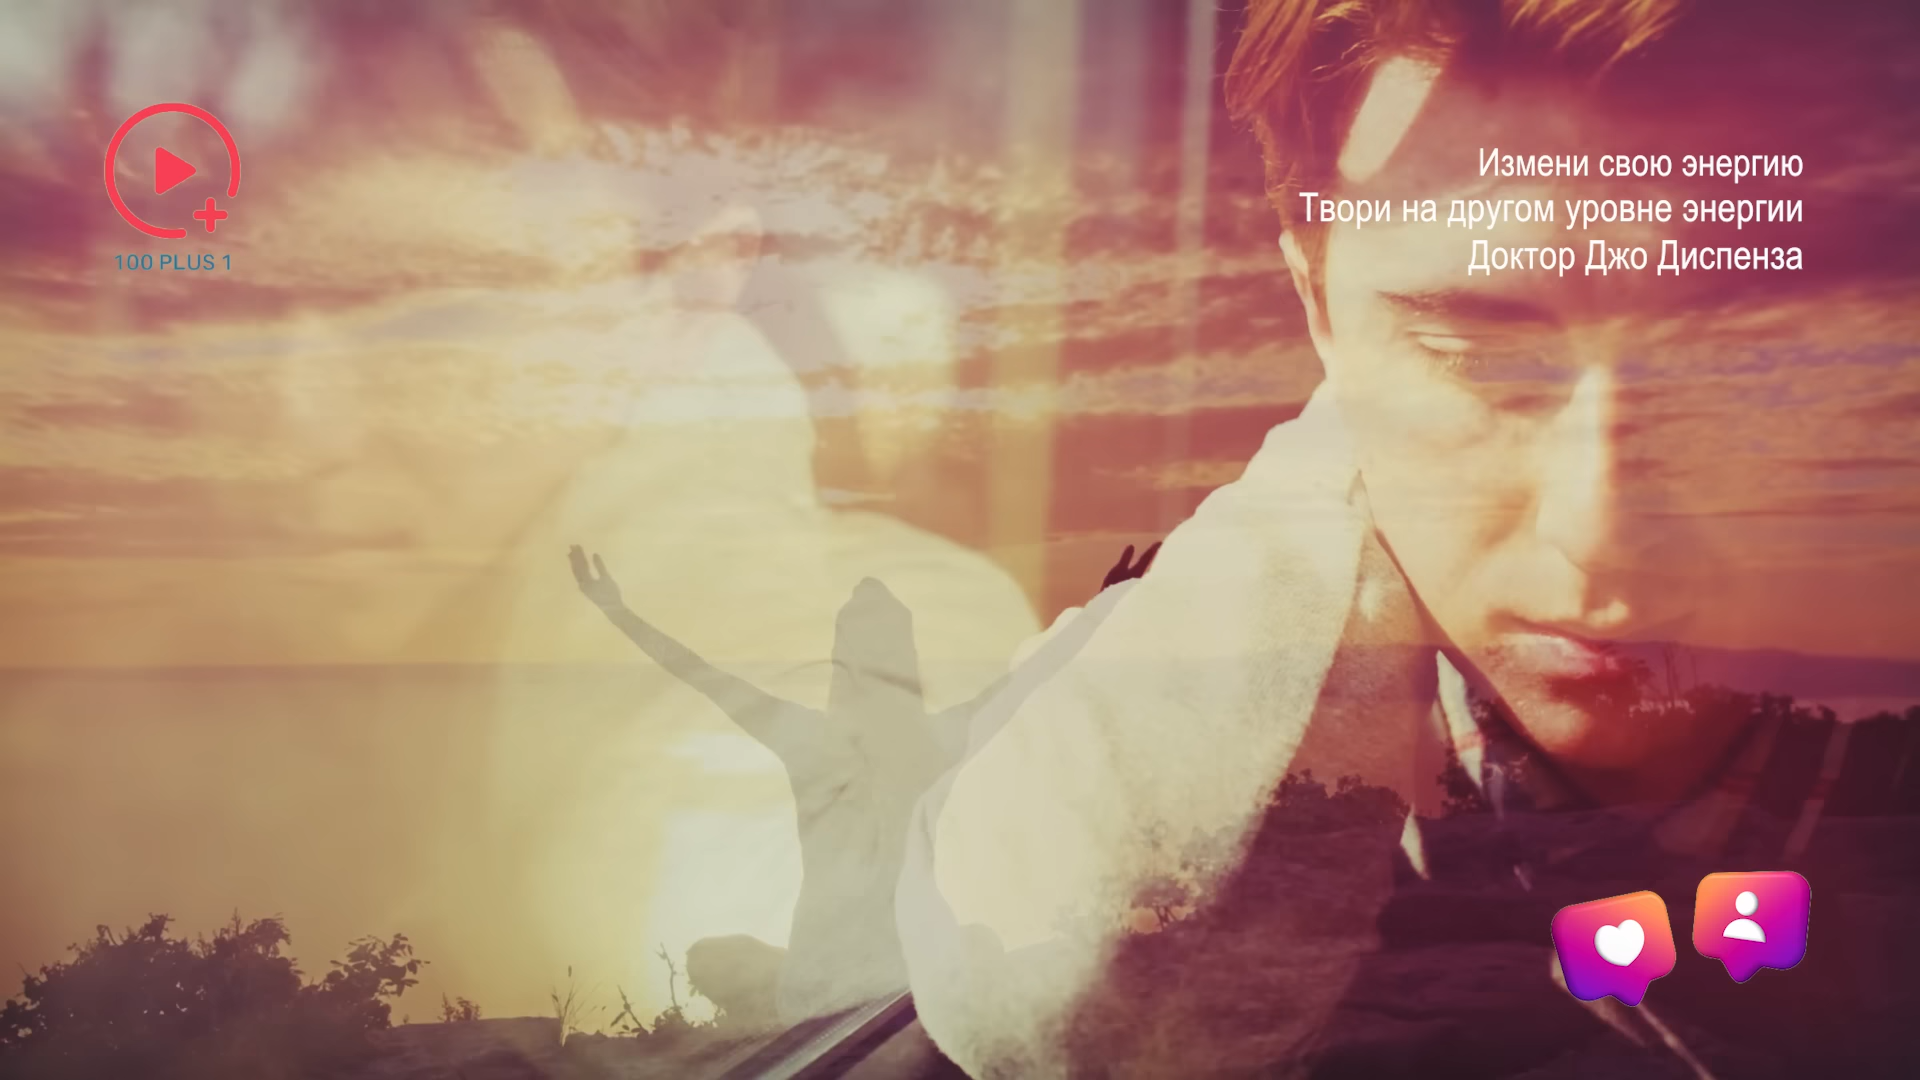 100 PLUS 1
Измени свою энергию
Твори на другом уровне энергии
Доктор Джо Диспенза